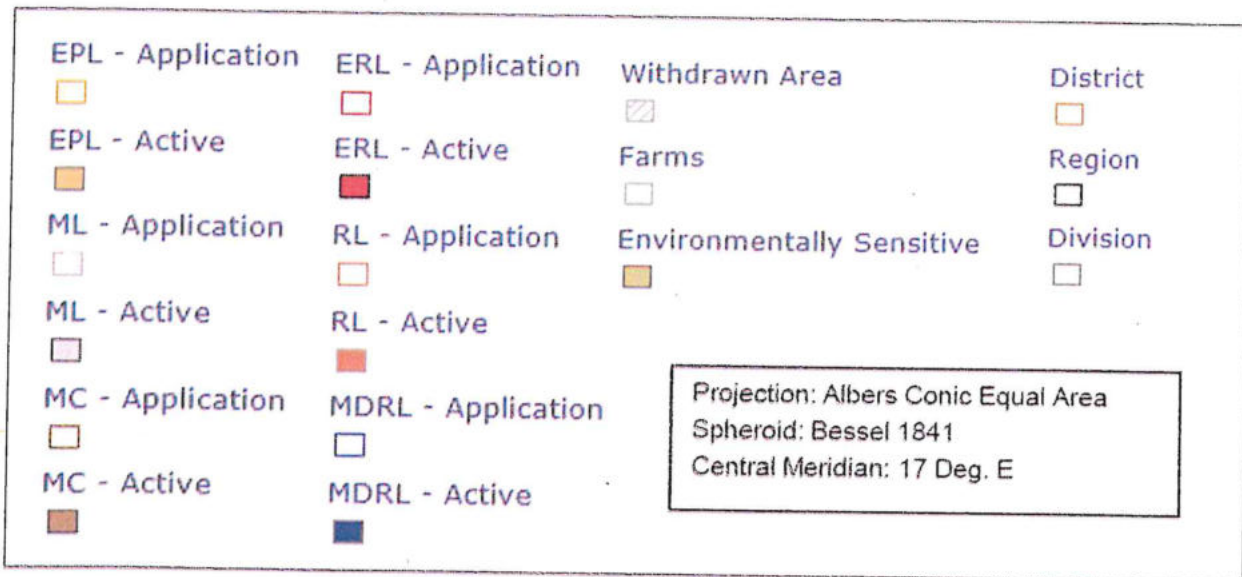 EPL - Application
EPL - Active
ML - Application
ML - Active
MC - Application
MC - Active
ERL - Application
ERL - Active
RL - Application
RL - Active
MDRL - Application
MDRL - Active
Withdrawn Area
Farms
Environmentally Sensitive
District
Region
Division
Projection: Albers Conic Equal Area
Spheroid: Bessel 1841
Central Meridian: 17 Deg. E